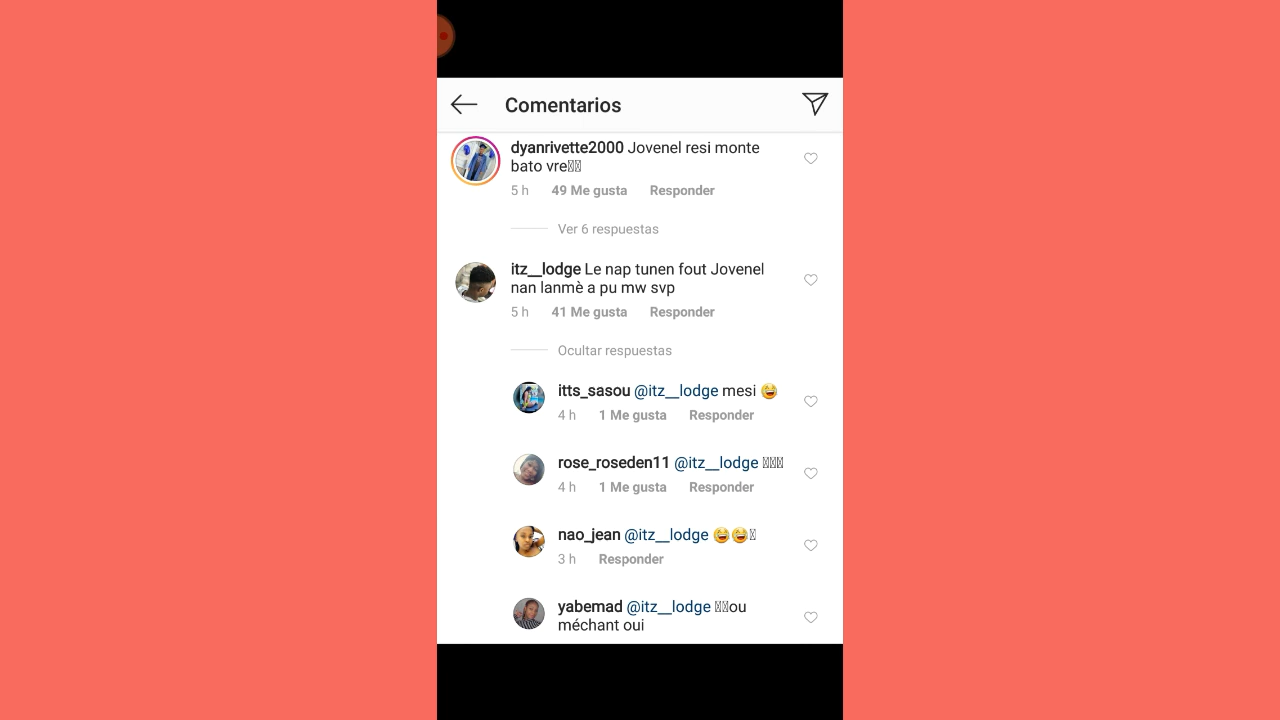 Comentarios
dyanrivette2000 Jovenel resi monte
bato vre
5 h 49 Me gusta Responder
Ver 6 respuestas
itz__lodge Le nap tunen fout Jovenel
nan lanmè a pu mw svp
5 h 41 Me gusta Responder
Ocultar respuestas
itts_sasou @itz__lodge mesi 😂
4 h 1 Me gusta Responder
rose_roseden11 @itz__lodge
4 h 1 Me gusta Responder
nao_jean @itz__lodge 😂😂
3 h Responder
yabemad @itz__lodge ou
méchant oui